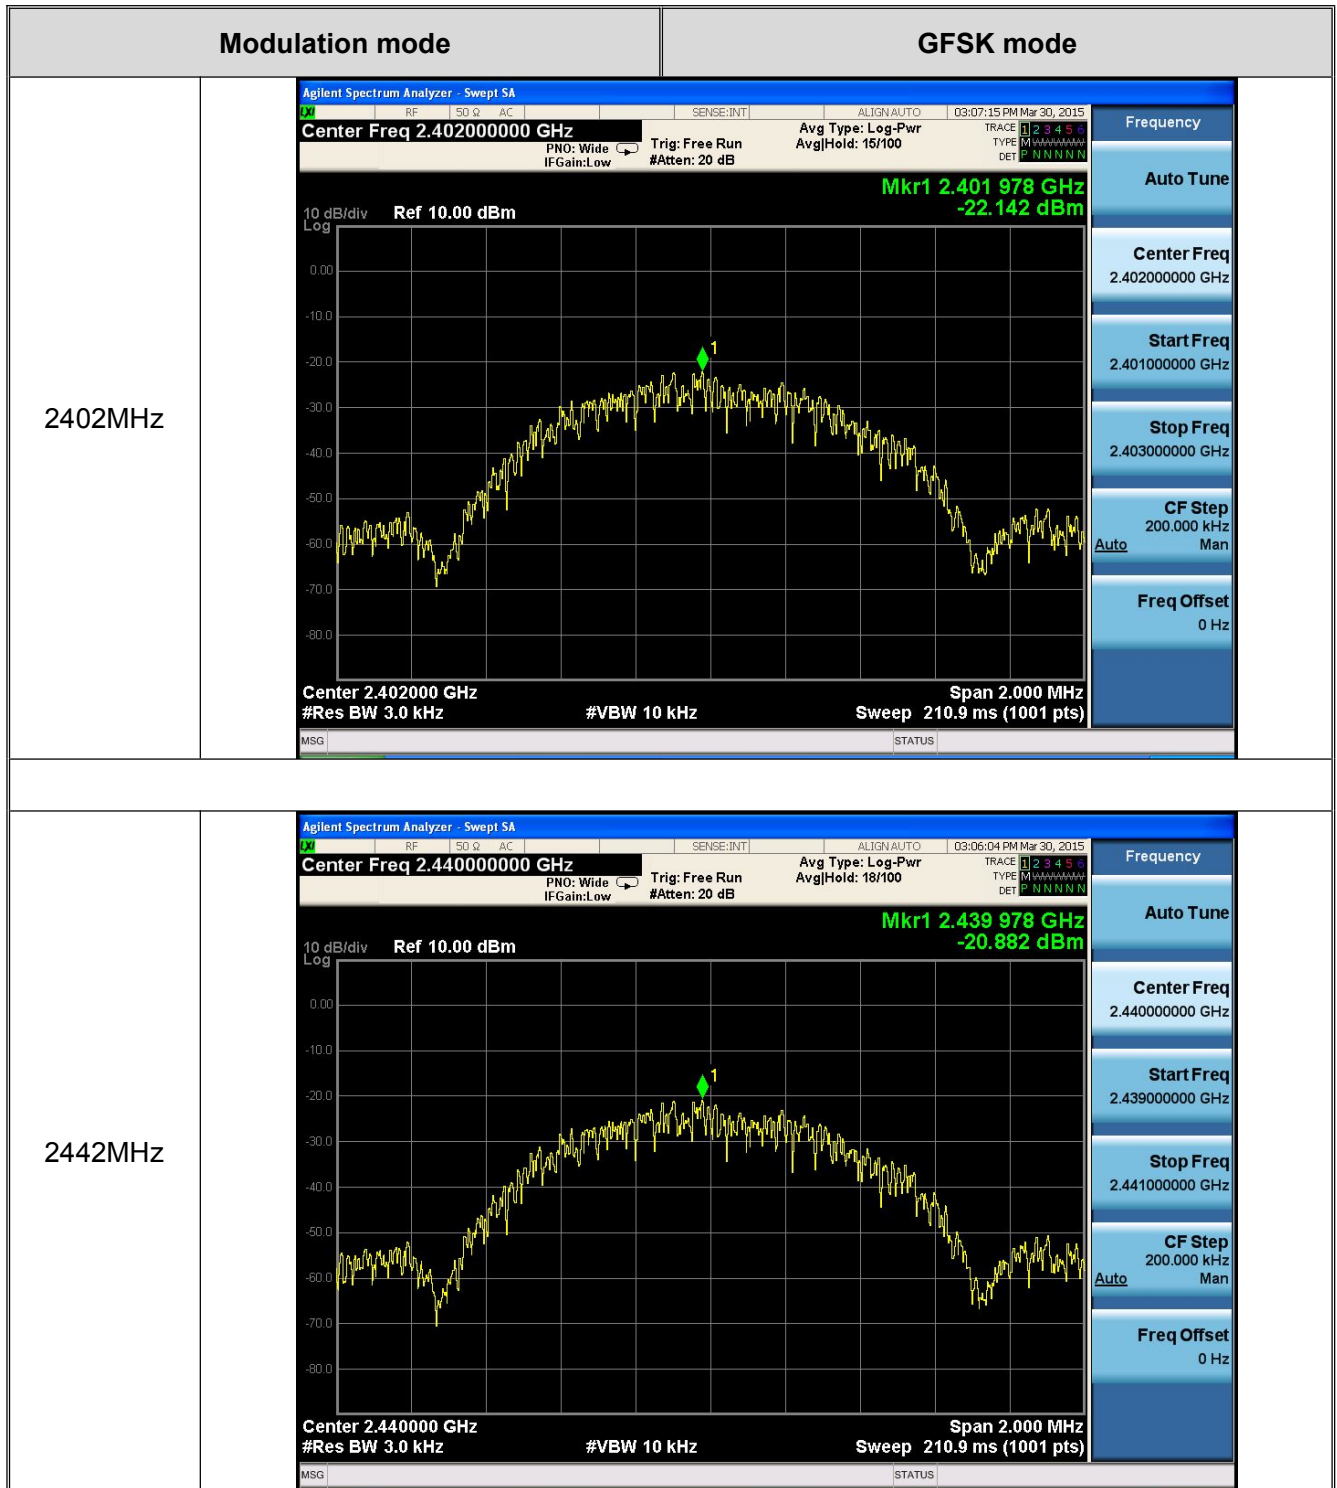 Modulation mode GFSK mode
2402MHz
Agilent Spectrum Analyzer - Swept SA
LXI RF 50 Ω AC SENSE:INT ALIGN AUTO 03:07:15 PM Mar 30, 2015
Center Freq 2.402000000 GHz
PNO: Wide
IFGain:Low
Trig: Free Run
#Atten: 20 dB
Avg Type: Log-Pwr
Avg|Hold: 15/100
TRACE 1 2 3 4 5 6
TYPE M
DET P N N N N N
Mkr1 2.401 978 GHz
-22.142 dBm
10 dB/div Ref 10.00 dBm
Log
0.00
-10.0
-20.0
-30.0
-40.0
-50.0
-60.0
-70.0
-80.0
1
Center 2.402000 GHz Span 2.000 MHz
#Res BW 3.0 kHz #VBW 10 kHz Sweep 210.9 ms (1001 pts)
MSG STATUS
Frequency
Auto Tune
Center Freq
2.402000000 GHz
Start Freq
2.401000000 GHz
Stop Freq
2.403000000 GHz
CF Step
200.000 kHz
Auto Man
Freq Offset
0 Hz
2442MHz
Agilent Spectrum Analyzer - Swept SA
LXI RF 50 Ω AC SENSE:INT ALIGN AUTO 03:06:04 PM Mar 30, 2015
Center Freq 2.440000000 GHz
PNO: Wide
IFGain:Low
Trig: Free Run
#Atten: 20 dB
Avg Type: Log-Pwr
Avg|Hold: 18/100
TRACE 1 2 3 4 5 6
TYPE M
DET P N N N N N
Mkr1 2.439 978 GHz
-20.882 dBm
10 dB/div Ref 10.00 dBm
Log
0.00
-10.0
-20.0
-30.0
-40.0
-50.0
-60.0
-70.0
-80.0
1
Center 2.440000 GHz Span 2.000 MHz
#Res BW 3.0 kHz #VBW 10 kHz Sweep 210.9 ms (1001 pts)
MSG STATUS
Frequency
Auto Tune
Center Freq
2.440000000 GHz
Start Freq
2.439000000 GHz
Stop Freq
2.441000000 GHz
CF Step
200.000 kHz
Auto Man
Freq Offset
0 Hz